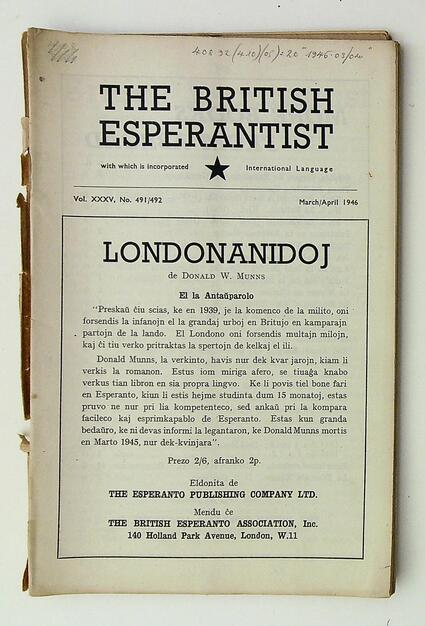 408.92(410)(05)=20 "1946.03/04"
THE BRITISH
ESPERANTIST
with which is incorporated ★ International Language
Vol. XXXV, No. 491/492 March/April 1946
LONDONANIDOJ
de DONALD W. MUNNS
El la Antaŭparolo
"Preskaŭ ĉiu scias, ke en 1939, je la komenco de la milito, oni
forsendis la infanojn el la grandaj urboj en Britujo en kamparajn
partojn de la lando. El Londono oni forsendis multajn milojn,
kaj ĉi tiu verko pritraktas la spertojn de kelkaj el ili.
Donald Munns, la verkinto, havis nur dek kvar jarojn, kiam li
verkis la romanon. Estus iom miriga afero, se tiuaĝa knabo
verkus tian libron en sia propra lingvo. Ke li povis tiel bone fari
en Esperanto, kiun li estis hejme studinta dum 15 monatoj, estas
pruvo ne nur pri lia kompetenteco, sed ankaŭ pri la kompara
facileco kaj esprimkapablo de Esperanto. Estas kun granda
bedaŭro, ke ni devas informi la legantaron, ke Donald Munns mortis
en Marto 1945, nur dek-kvinjara".
Prezo 2/6, afranko 2p.
Eldonita de
THE ESPERANTO PUBLISHING COMPANY LTD.
Mendu ĉe
THE BRITISH ESPERANTO ASSOCIATION, Inc.
140 Holland Park Avenue, London, W.11